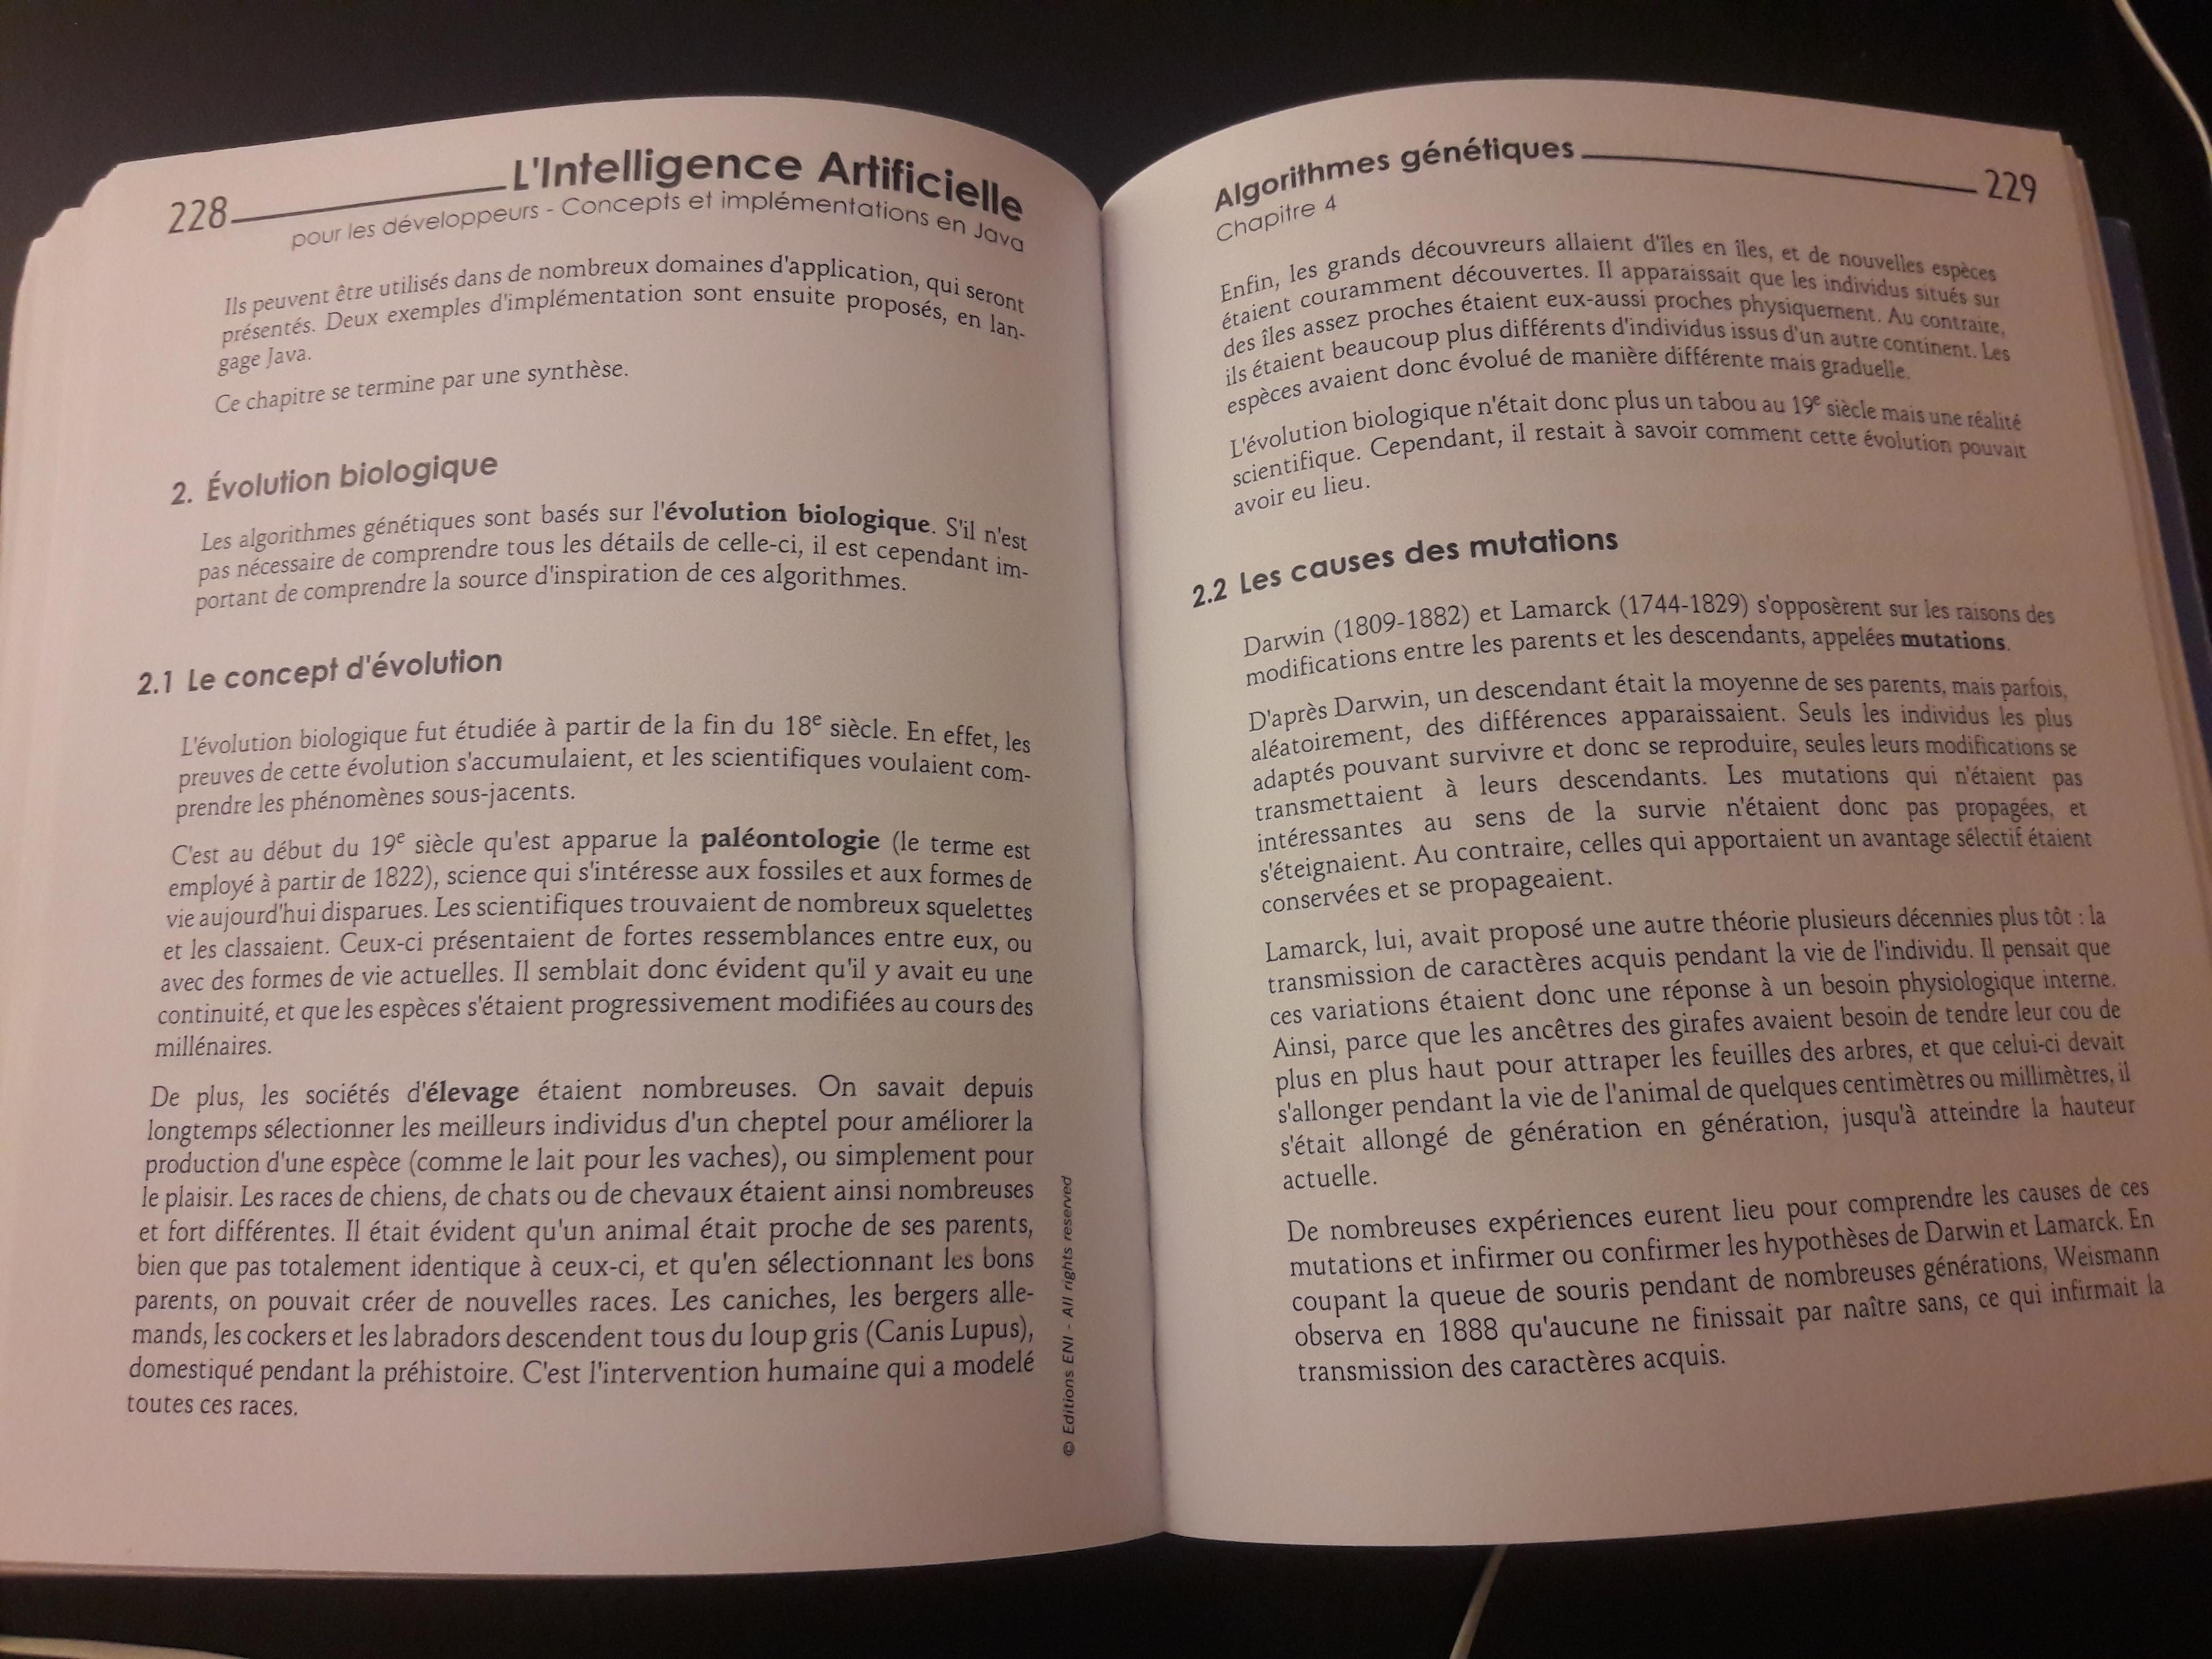 228
L'Intelligence Artificielle
pour les développeurs - Concepts et implémentations en Java
Ils peuvent être utilisés dans de nombreux domaines d'application, qui seront
présentés. Deux exemples d'implémentation sont ensuite proposés, en lan-
gage Java.
Ce chapitre se termine par une synthèse.
2. Évolution biologique
Les algorithmes génétiques sont basés sur l'évolution biologique. S'il n'est
pas nécessaire de comprendre tous les détails de celle-ci, il est cependant im-
portant de comprendre la source d'inspiration de ces algorithmes.
2.1 Le concept d'évolution
L'évolution biologique fut étudiée à partir de la fin du 18e siècle. En effet, les
preuves de cette évolution s'accumulaient, et les scientifiques voulaient com-
prendre les phénomènes sous-jacents.
C'est au début du 19e siècle qu'est apparue la paléontologie (le terme est
employé à partir de 1822), science qui s'intéresse aux fossiles et aux formes de
vie aujourd'hui disparues. Les scientifiques trouvaient de nombreux squelettes
et les classaient. Ceux-ci présentaient de fortes ressemblances entre eux, ou
avec des formes de vie actuelles. Il semblait donc évident qu'il y avait eu une
continuité, et que les espèces s'étaient progressivement modifiées au cours des
millénaires.
De plus, les sociétés d'élevage étaient nombreuses. On savait depuis
longtemps sélectionner les meilleurs individus d'un cheptel pour améliorer la
production d'une espèce (comme le lait pour les vaches), ou simplement pour
le plaisir. Les races de chiens, de chats ou de chevaux étaient ainsi nombreuses
et fort différentes. Il était évident qu'un animal était proche de ses parents,
bien que pas totalement identique à ceux-ci, et qu'en sélectionnant les bons
parents, on pouvait créer de nouvelles races. Les caniches, les bergers alle-
mands, les cockers et les labradors descendent tous du loup gris (Canis Lupus),
domestiqué pendant la préhistoire. C'est l'intervention humaine qui a modelé
toutes ces races.
© Editions ENI - All rights reserved
Algorithmes génétiques
229
Chapitre 4
Enfin, les grands découvreurs allaient d'îles en îles, et de nouvelles espèces
étaient couramment découvertes. Il apparaissait que les individus situés sur
des îles assez proches étaient eux-aussi proches physiquement. Au contraire,
ils étaient beaucoup plus différents d'individus issus d'un autre continent. Les
espèces avaient donc évolué de manière différente mais graduelle.
L'évolution biologique n'était donc plus un tabou au 19e siècle mais une réalité
scientifique. Cependant, il restait à savoir comment cette évolution pouvait
avoir eu lieu.
2.2 Les causes des mutations
Darwin (1809-1882) et Lamarck (1744-1829) s'opposèrent sur les raisons des
modifications entre les parents et les descendants, appelées mutations.
D'après Darwin, un descendant était la moyenne de ses parents, mais parfois,
aléatoirement, des différences apparaissaient. Seuls les individus les plus
adaptés pouvant survivre et donc se reproduire, seules leurs modifications se
transmettaient à leurs descendants. Les mutations qui n'étaient pas
intéressantes au sens de la survie n'étaient donc pas propagées, et
s'éteignaient. Au contraire, celles qui apportaient un avantage sélectif étaient
conservées et se propageaient.
Lamarck, lui, avait proposé une autre théorie plusieurs décennies plus tôt : la
transmission de caractères acquis pendant la vie de l'individu. Il pensait que
ces variations étaient donc une réponse à un besoin physiologique interne.
Ainsi, parce que les ancêtres des girafes avaient besoin de tendre leur cou de
plus en plus haut pour attraper les feuilles des arbres, et que celui-ci devait
s'allonger pendant la vie de l'animal de quelques centimètres ou millimètres, il
s'était allongé de génération en génération, jusqu'à atteindre la hauteur
actuelle.
De nombreuses expériences eurent lieu pour comprendre les causes de ces
mutations et infirmer ou confirmer les hypothèses de Darwin et Lamarck. En
coupant la queue de souris pendant de nombreuses générations, Weismann
observa en 1888 qu'aucune ne finissait par naître sans, ce qui infirmait la
transmission des caractères acquis.